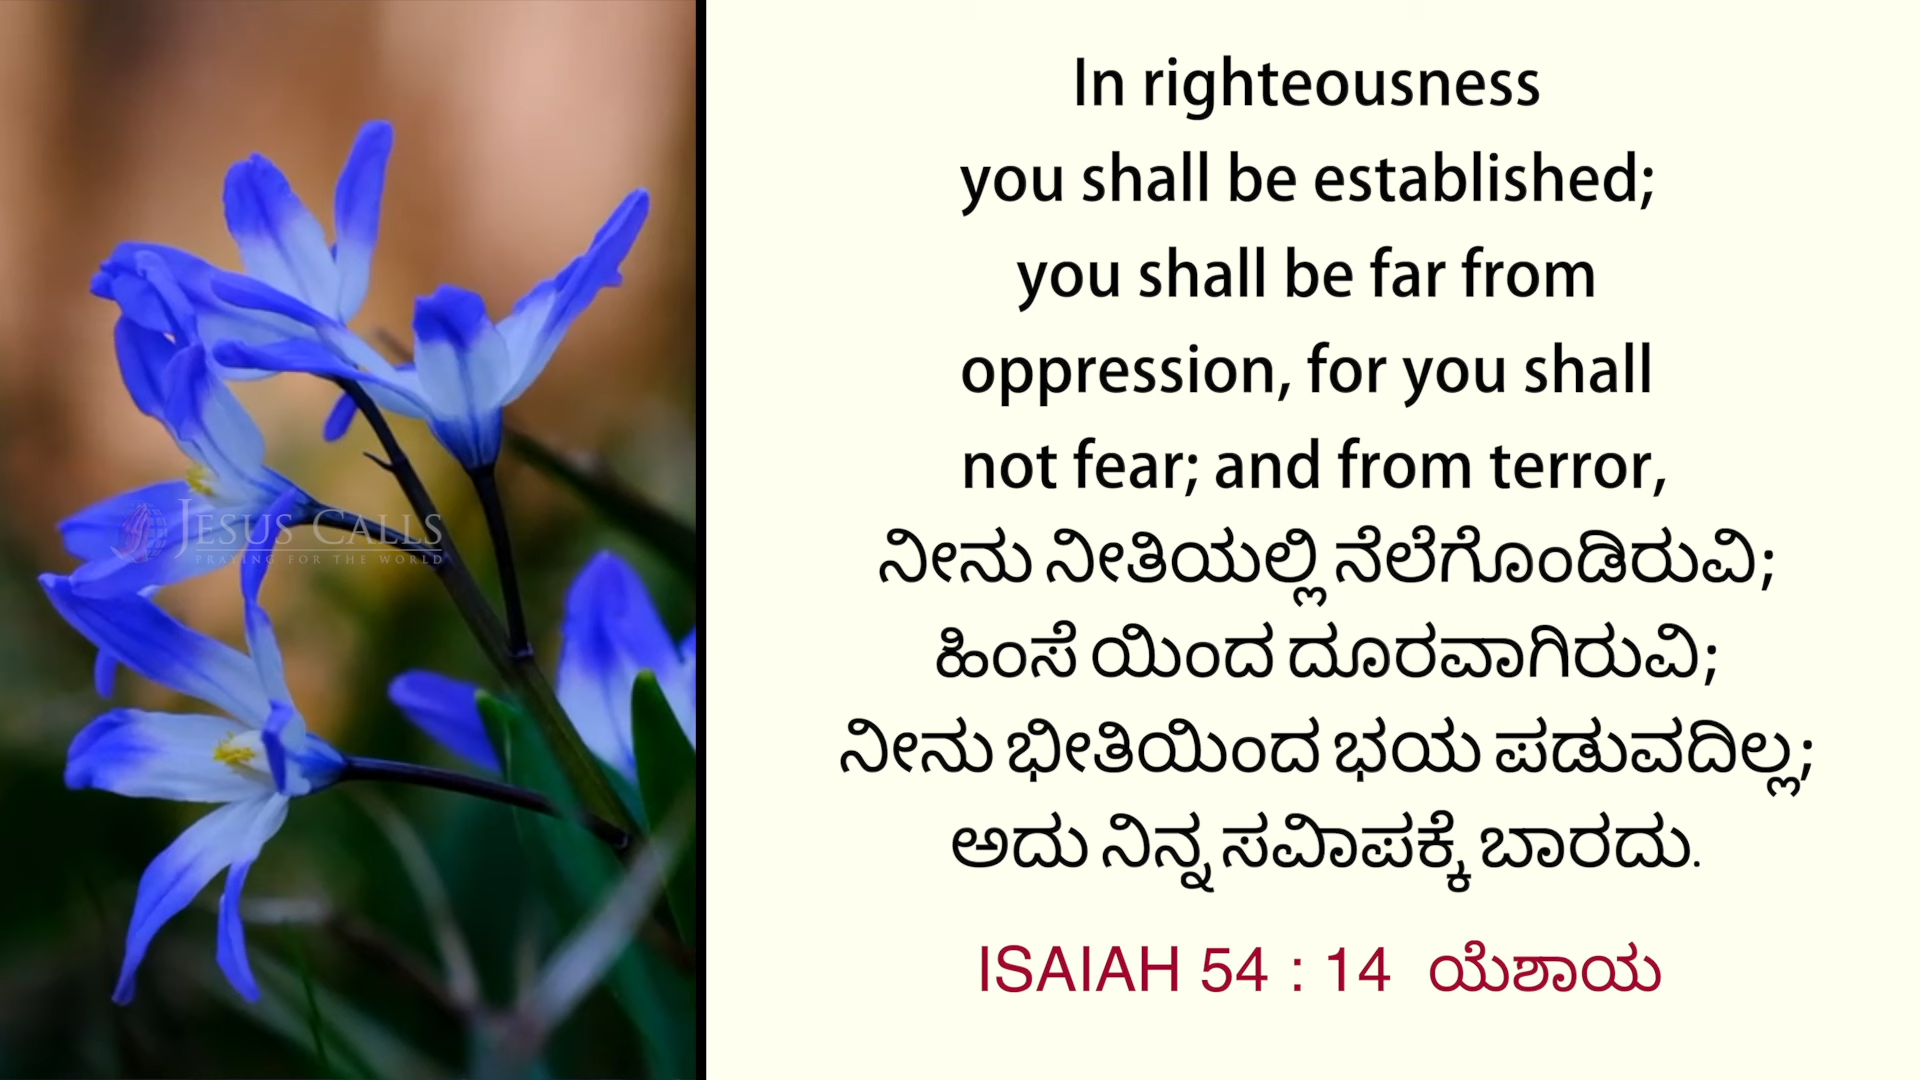 In righteousness
you shall be established;
you shall be far from
oppression, for you shall
not fear; and from terror,
ನೀನು ನೀತಿಯಲ್ಲಿ ನೆಲೆಗೊಂಡಿರುವಿ;
ಹಿಂಸೆ ಯಿಂದ ದೂರವಾಗಿರುವಿ;
ನೀನು ಭೀತಿಯಿಂದ ಭಯ ಪಡುವದಿಲ್ಲ;
ಅದು ನಿನ್ನ ಸವಿಾಪಕ್ಕೆ ಬಾರದು.
ISAIAH 54 : 14 ಯೆಶಾಯ
JESUS CALLS
PRAYING FOR THE WORLD